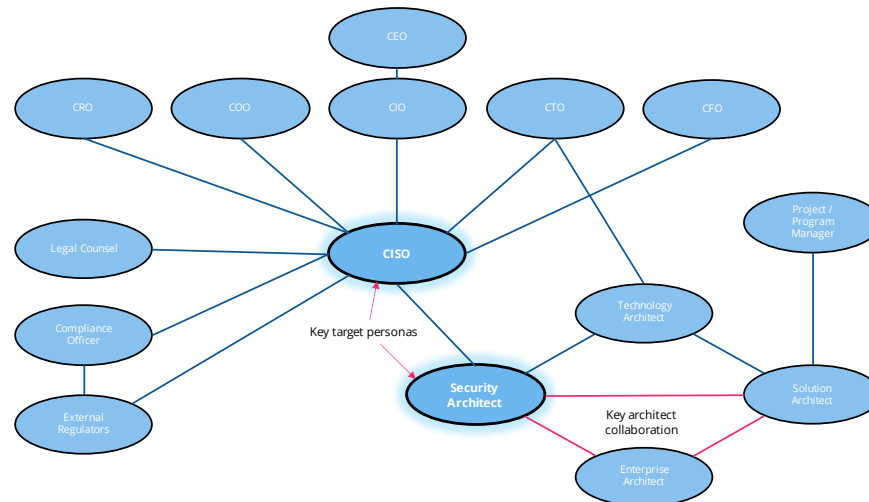 CEO
CRO
COO
CIO
CTO
CFO
Project /
Program
Manager
Legal Counsel
CISO
Technology
Architect
Compliance
Officer
Key target personas
Security
Architect
Solution
Architect
External
Regulators
Key architect
collaboration
Enterprise
Architect